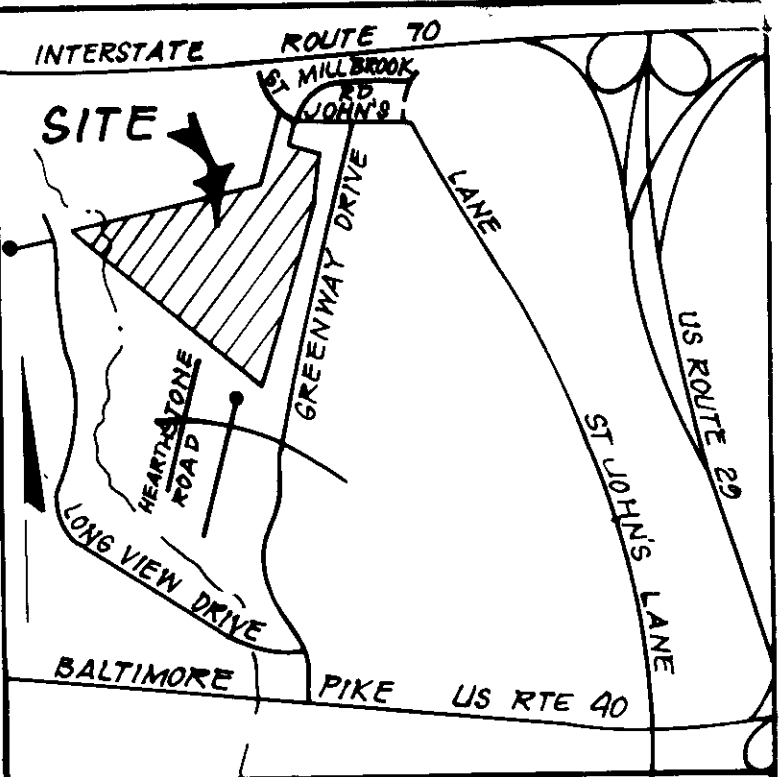 INTERSTATE ROUTE 70
ST
MILLBROOK
RD
JOHN'S
LANE
SITE
GREENWAY DRIVE
HEARTHSTONE
ROAD
US ROUTE 29
ST JOHN'S LANE
LONG VIEW DRIVE
BALTIMORE PIKE US RTE 40